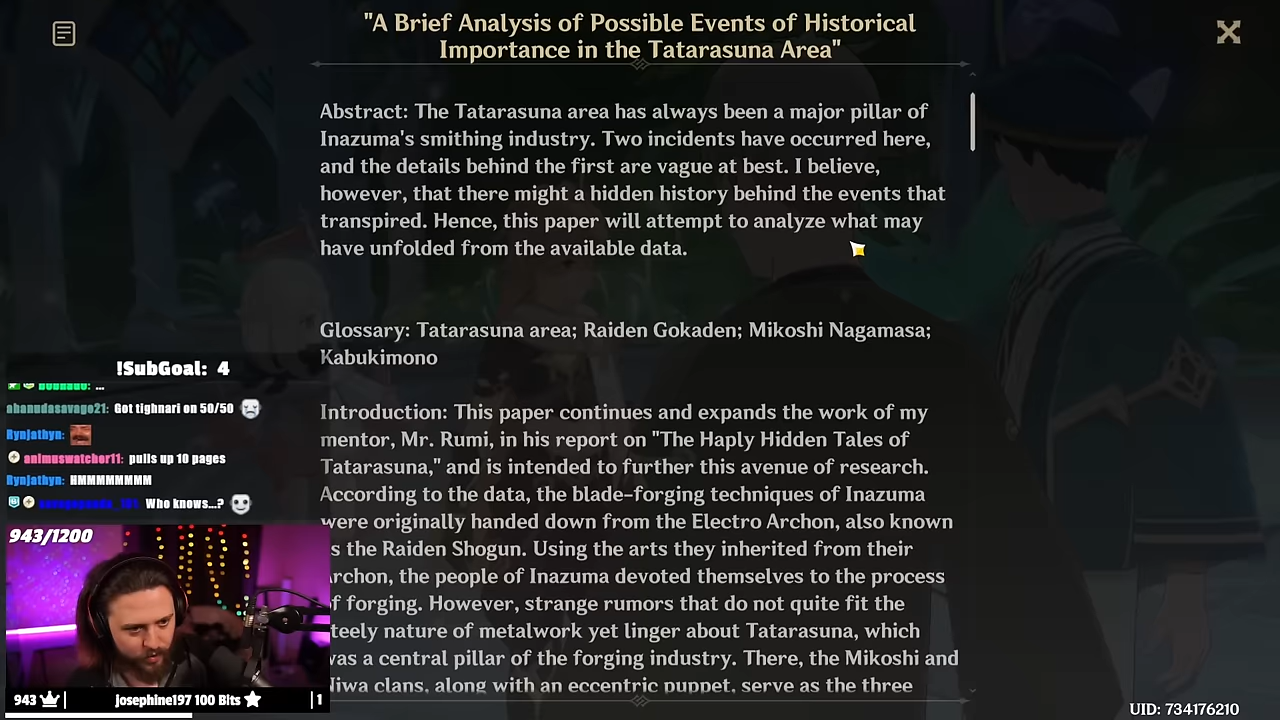 "A Brief Analysis of Possible Events of Historical
Importance in the Tatarasuna Area"
Abstract: The Tatarasuna area has always been a major pillar of
Inazuma's smithing industry. Two incidents have occurred here,
and the details behind the first are vague at best. I believe,
however, that there might a hidden history behind the events that
transpired. Hence, this paper will attempt to analyze what may
have unfolded from the available data.
Glossary: Tatarasuna area; Raiden Gokaden; Mikoshi Nagamasa;
Kabukimono
Introduction: This paper continues and expands the work of my
mentor, Mr. Rumi, in his report on "The Haply Hidden Tales of
Tatarasuna," and is intended to further this avenue of research.
According to the data, the blade-forging techniques of Inazuma
were originally handed down from the Electro Archon, also known
s the Raiden Shogun. Using the arts they inherited from their
rchon, the people of Inazuma devoted themselves to the process
f forging. However, strange rumors that do not quite fit the
teely nature of metalwork yet linger about Tatarasuna, which
was a central pillar of the forging industry. There, the Mikoshi and
Niwa clans, along with an eccentric puppet, serve as the three
!SubGoal: 4
: ...
ahanudasavage21: Got tighnari on 50/50
Rynjathyn:
animuswatcher11: pulls up 10 pages
Rynjathyn: HMMMMMMMM
Who knows...?
943/1200
943
josephine197 100 Bits
1
UID: 734176210